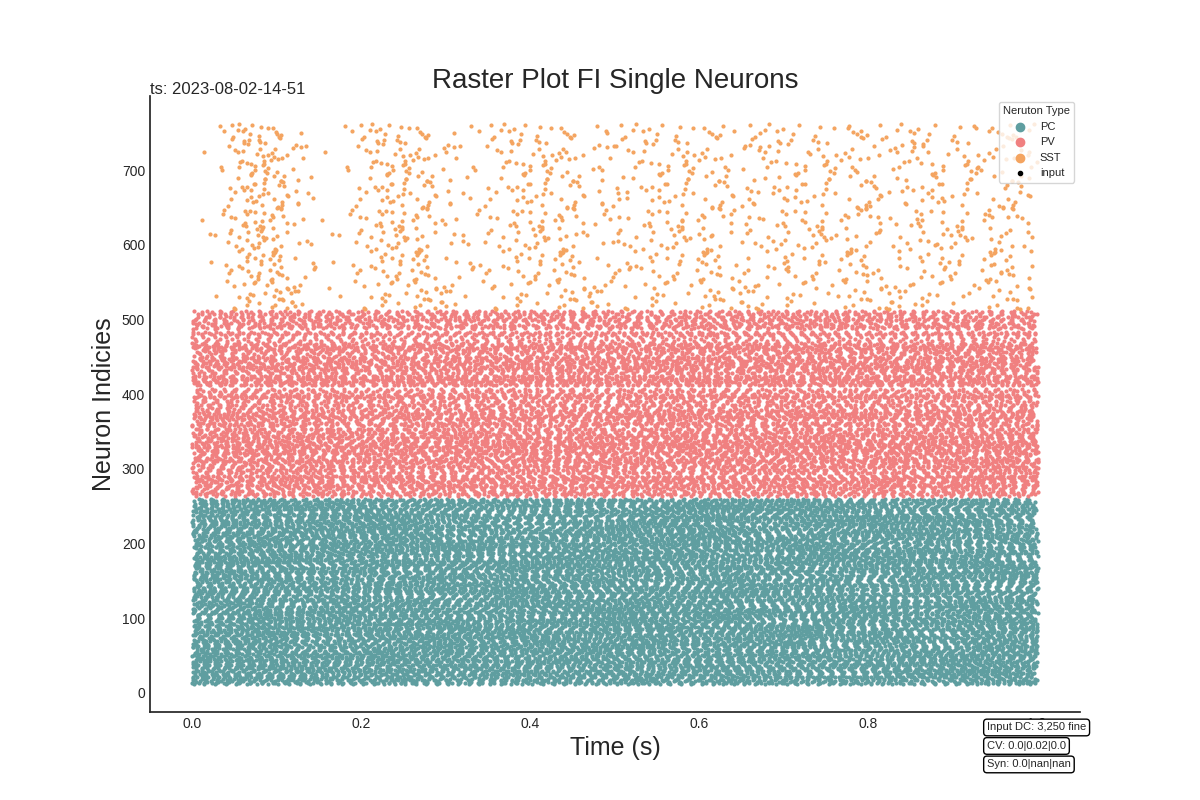 Raster Plot FI Single Neurons
ts: 2023-08-02-14-51
Neruton Type
PC
PV
SST
input
Neuron Indicies
700
600
500
400
300
200
100
0
0.0 0.2 0.4 0.6 0.8
Time (s)
Input DC: 3,250 fine
CV: 0.0|0.02|0.0
Syn: 0.0|nan|nan